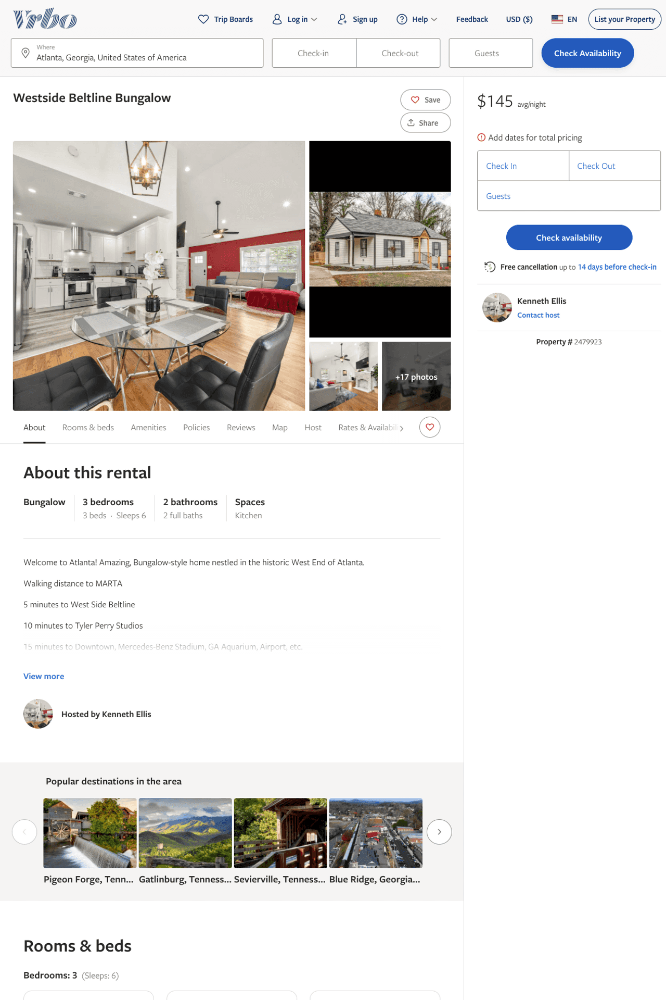 Vrbo
Trip Boards
Log in
Sign up
Help
Feedback
USD ($)
EN
List your Property
Where
Atlanta, Georgia, United States of America
Check-in
Check-out
Guests
Check Availability
Westside Beltline Bungalow
Save
Share
$145 avg/night
Add dates for total pricing
Check In
Check Out
Guests
Check availability
Free cancellation up to 14 days before check-in
Kenneth Ellis
Contact host
Property # 2479923
+17 photos
About
Rooms & beds
Amenities
Policies
Reviews
Map
Host
Rates & Availabili
About this rental
Bungalow
3 bedrooms
3 beds · Sleeps 6
2 bathrooms
2 full baths
Spaces
Kitchen
Welcome to Atlanta! Amazing, Bungalow-style home nestled in the historic West End of Atlanta.
Walking distance to MARTA
5 minutes to West Side Beltline
10 minutes to Tyler Perry Studios
15 minutes to Downtown, Mercedes-Benz Stadium, GA Aquarium, Airport, etc.
View more
Hosted by Kenneth Ellis
Popular destinations in the area
Pigeon Forge, Tenn...
Gatlinburg, Tenness...
Sevierville, Tenness...
Blue Ridge, Georgia...
Rooms & beds
Bedrooms: 3 (Sleeps: 6)